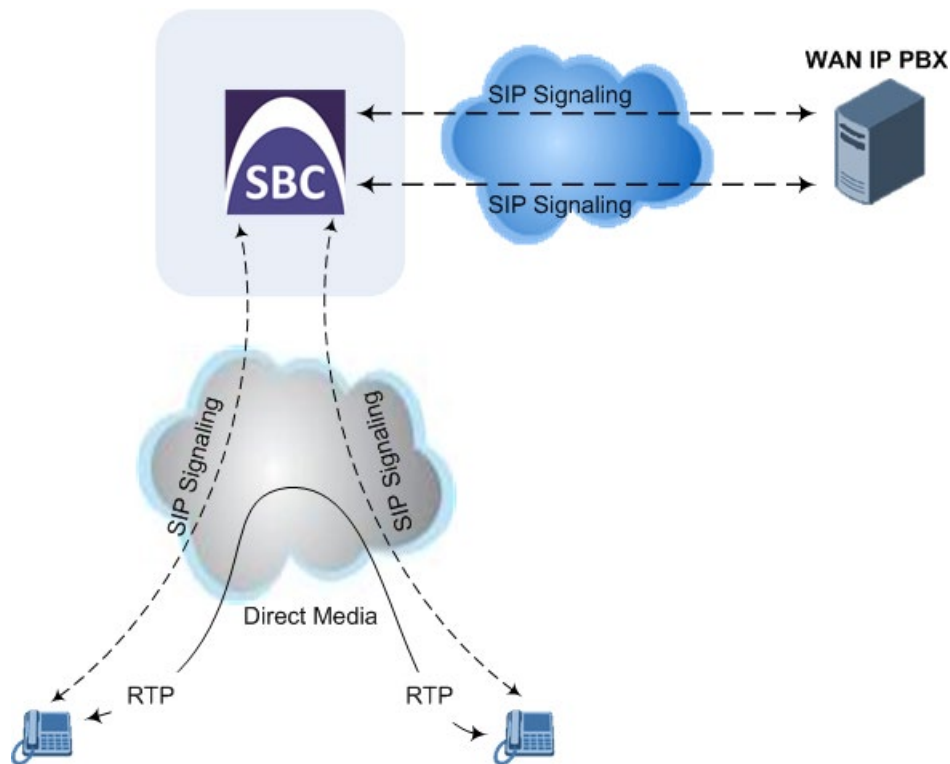 WAN IP PBX
SIP Signaling
SBC
SIP Signaling
SIP Signaling
SIP Signaling
Direct Media
RTP
RTP